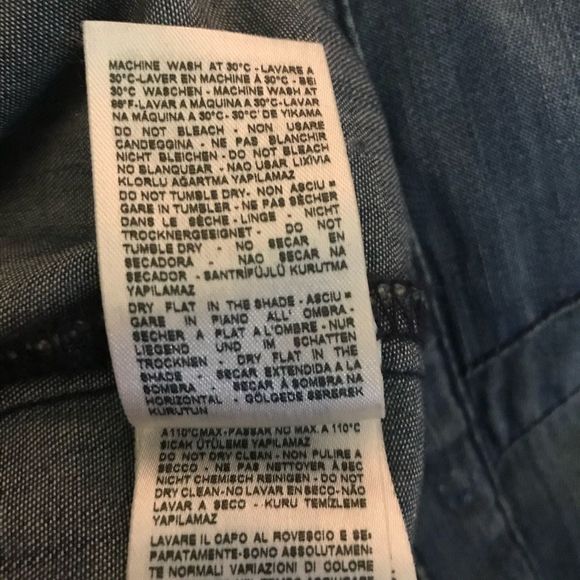 MACHINE WASH AT 30°C - LAVARE A
30°C-LAVER EN MACHINE À 30°C - BEI
30°C WASCHEN - MACHINE WASH AT
86°F-LAVAR A MÁQUINA A 30°C-LAVAR
NA MÁQUINA A 30°C- 30°C' DE YIKAMA
DO NOT BLEACH - NON USARE
CANDEGGINA - NE PAS BLANCHIR
NICHT BLEICHEN - DO NOT BLEACH
NO BLANQUEAR - NAO USAR LIXÍVIA
KLORLU AĞARTMA YAPILAMAZ
DO NOT TUMBLE DRY- NON ASCIU=
GARE IN TUMBLER - NE PAS SÉCHER
DANS LE SÈCHE - LINGE - NICHT
TROCKNERGEEIGNET - DO NOT
TUMBLE DRY - NO SECAR EN
SECADORA - NAO SECAR NA
SECADOR - SANTRİFÜJLÜ KURUTMA
YAPILAMAZ
DRY FLAT IN THE SHADE - ASCIU=
GARE IN PIANO ALL' OMBRA-
SÉCHER A PLAT A L'OMBRE - NUR
LIEGEND UND IM SCHATTEN
TROCKNEN - DRY FLAT IN THE
SHADE - SECAR EXTENDIDA A LA
SOMBRA - SECAR À SOMBRA NA
HORIZONTAL - GÖLGEDE SEREREK
KURUTUN
A 110°C MAX-PASSAR NO MAX. A 110°C
SICAK ÜTÜLEME YAPILAMAZ
DO NOT DRY CLEAN - NON PULIRE A
SECCO - NE PAS NETTOYER À SEC
NICHT CHEMISCH REINIGEN - DO NOT
DRY CLEAN-NO LAVAR EN SECO-NÃO
LAVAR A SECO - KURU TEMİZLEME
YAPILAMAZ
LAVARE IL CAPO AL ROVESCIO E SE-
PARATAMENTE-SONO ASSOLUTAMEN:
TE NORMALI VARIAZIONI DI COLORE